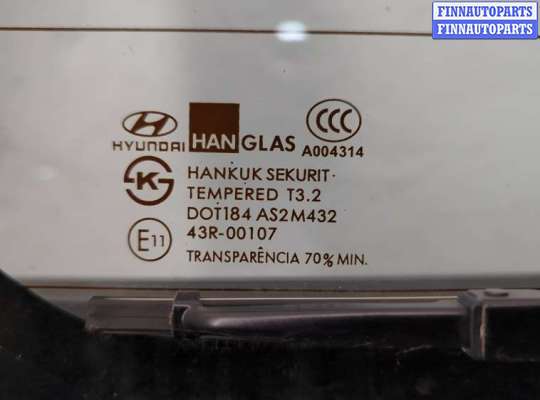 FINNAUTOPARTS
FINNAUTOPARTS
HYUNDAI HANGLAS CCC
A004314
K S HANKUK SEKURIT·
TEMPERED T3.2
DOT184 AS2M432
E11 43R-00107
TRANSPARÊNCIA 70% MIN.